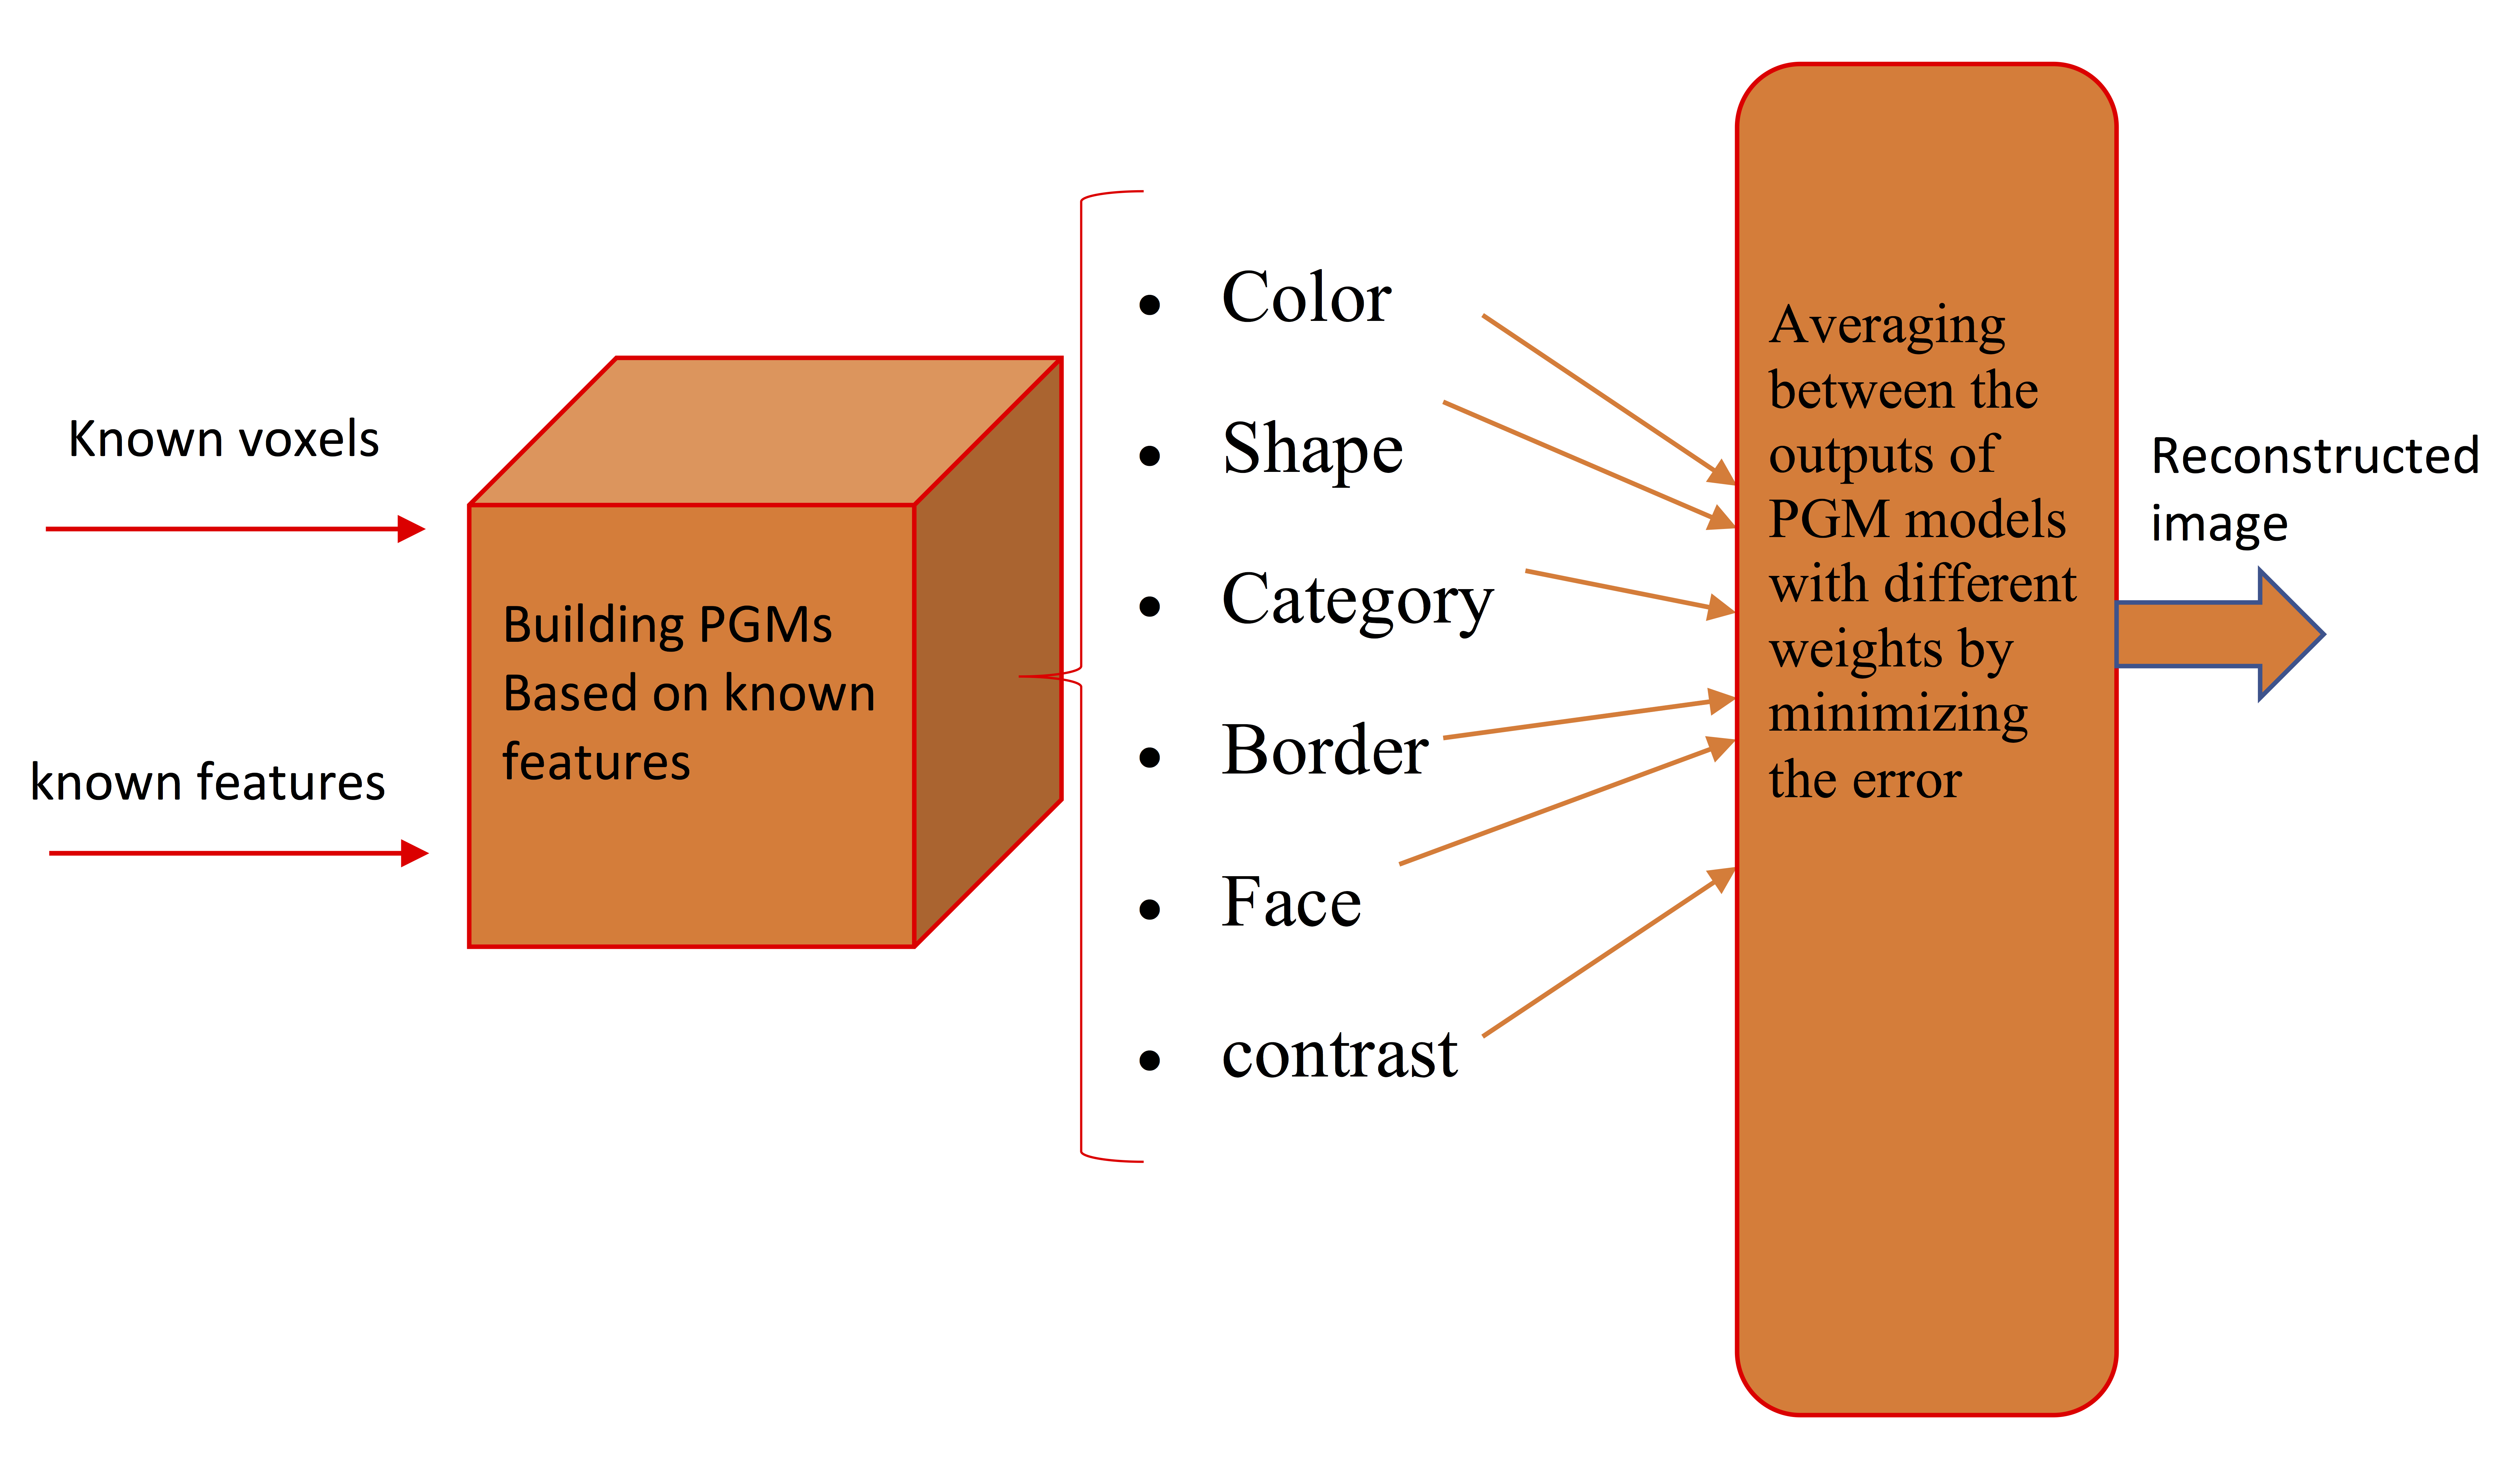 Known voxels
known features
Building PGMs
Based on known
features
• Color
• Shape
• Category
• Border
• Face
• contrast
Averaging
between the
outputs of
PGM models
with different
weights by
minimizing
the error
Reconstructed
image